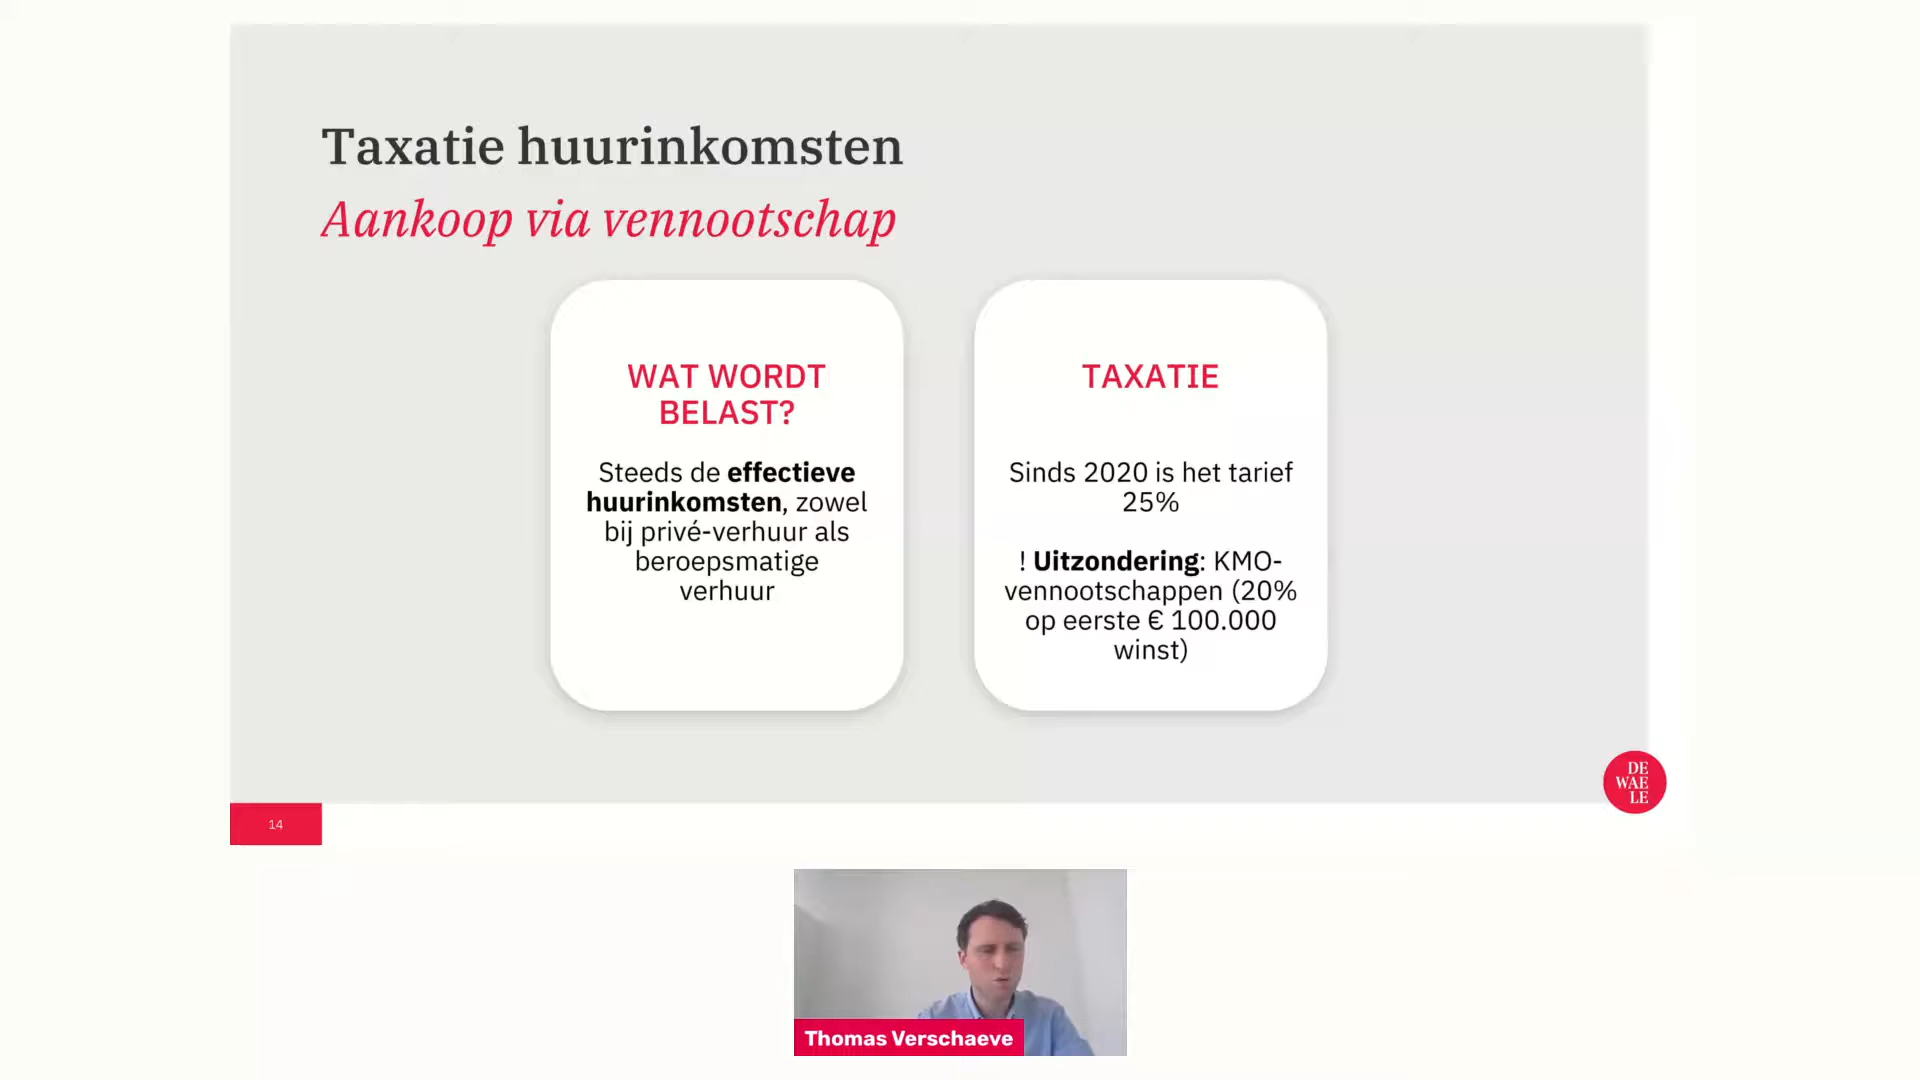 Taxatie huurinkomsten
Aankoop via vennootschap
WAT WORDT
BELAST?
Steeds de effectieve
huurinkomsten, zowel
bij privé-verhuur als
beroepsmatige
verhuur
TAXATIE
Sinds 2020 is het tarief
25%
! Uitzondering: KMO-
vennootschappen (20%
op eerste € 100.000
winst)
DE
WAE
LE
14
Thomas Verschaeve